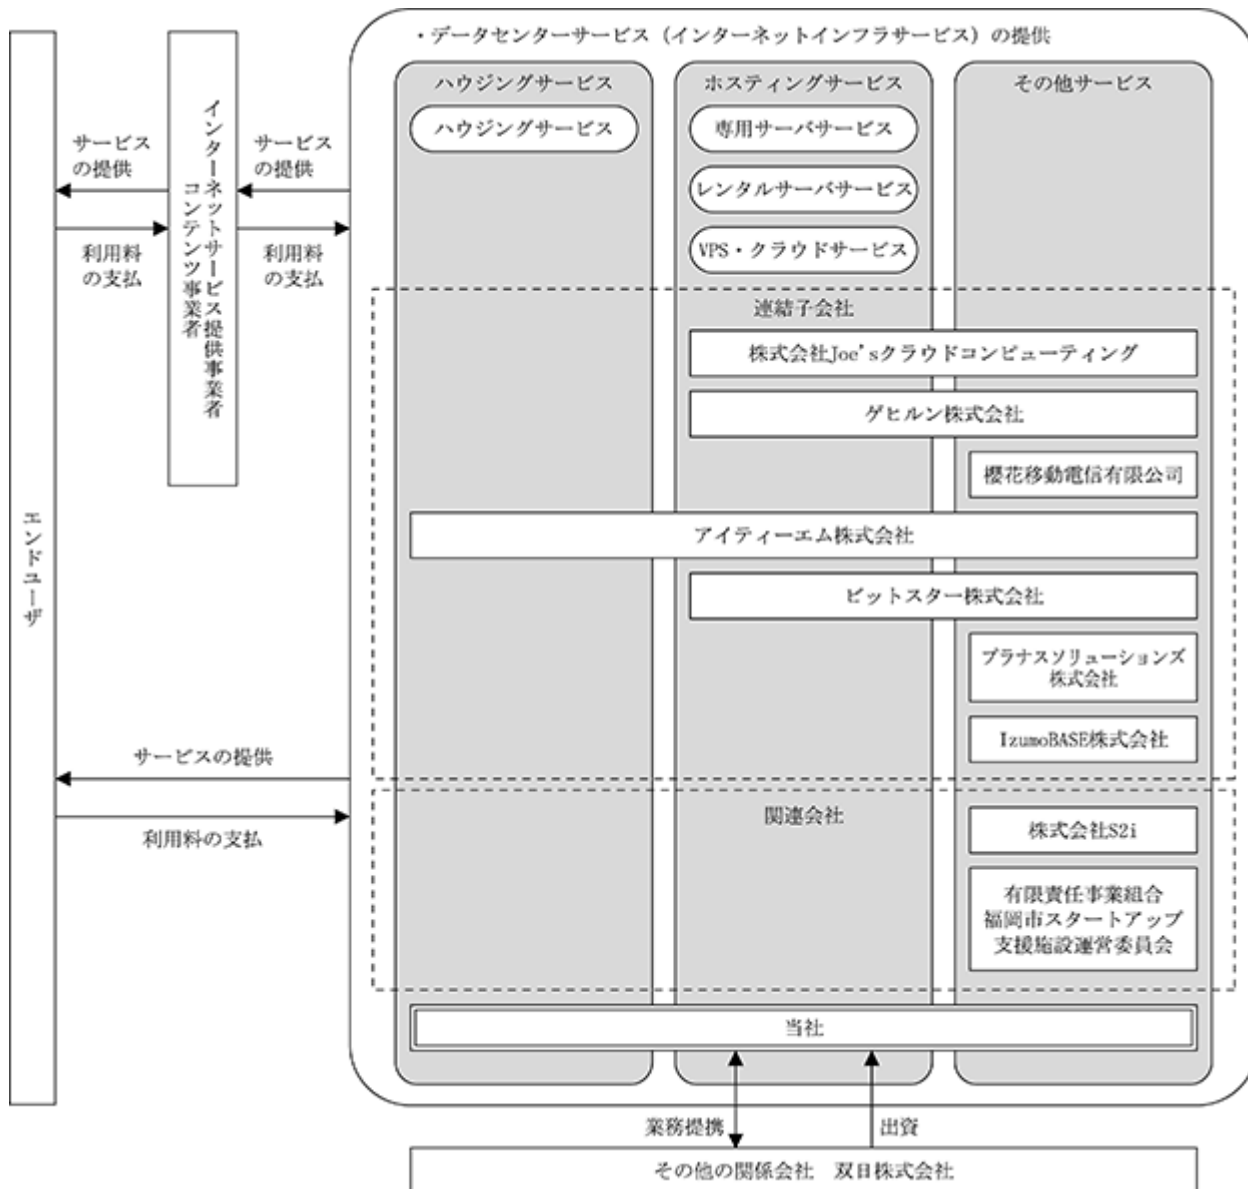 ・データセンターサービス（インターネットインフラサービス）の提供
ハウジングサービス
ホスティングサービス
その他サービス
ハウジングサービス
専用サーバサービス
レンタルサーバサービス
VPS・クラウドサービス
サービス
の提供
サービス
の提供
利用料
の支払
利用料
の支払
インターネットサービス提供事業者
コンテンツ事業者
エンドユーザ
連結子会社
株式会社Joe'sクラウドコンピューティング
ゲヒルン株式会社
櫻花移動電信有限公司
アイティーエム株式会社
ビットスター株式会社
プラナスソリューションズ
株式会社
IzumoBASE株式会社
サービスの提供
利用料の支払
関連会社
株式会社S2i
有限責任事業組合
福岡市スタートアップ
支援施設運営委員会
当社
業務提携
出資
その他の関係会社　双日株式会社